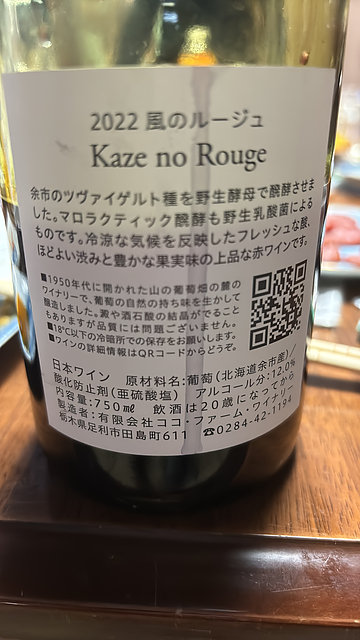 2022 風のルージュ
Kaze no Rouge
余市のツヴァイゲルト種を野生酵母で醗酵させま
した。マロラクティック醗酵も野生乳酸菌による
ものです。冷涼な気候を反映したフレッシュな酸、
ほどよい渋みと豊かな果実味の上品な赤ワインです。
■1950年代に開かれた山の葡萄畑の麓の
ワイナリーで、葡萄の自然の持ち味を生かして
醸造しました。澱や酒石酸の結晶がでること
もありますが品質には問題ございません。
■18℃以下の冷暗所での保存をお願いします。
■ワインの詳細情報はQRコードからどうぞ。
日本ワイン 原材料名:葡萄(北海道余市産)
酸化防止剤(亜硫酸塩) アルコール分:12.0%
内容量:750㎖ 飲酒は20歳になってから
製造者:有限会社ココ・ファーム・ワイナリー
栃木県足利市田島町611 ☎0284-42-1194